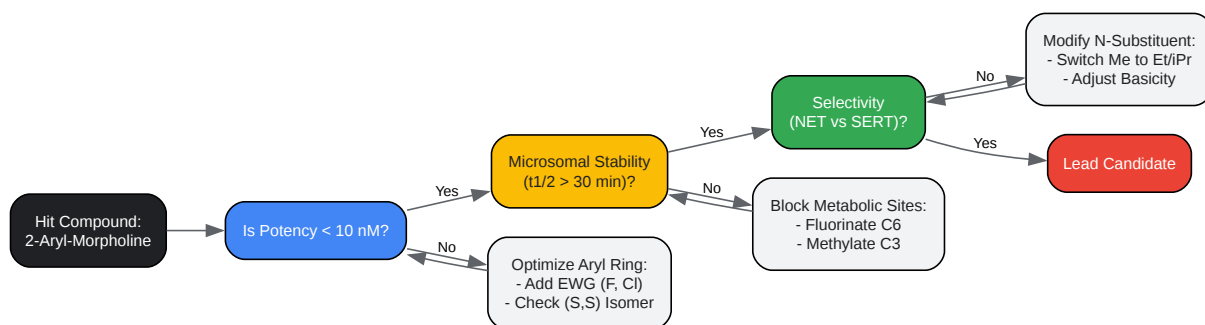 Hit Compound:
2-Aryl-Morpholine
Is Potency < 10 nM?
Yes
No
Optimize Aryl Ring:
- Add EWG (F, Cl)
- Check (S,S) Isomer
Microsomal Stability
(t1/2 > 30 min)?
Yes
No
Block Metabolic Sites:
- Fluorinate C6
- Methylate C3
Selectivity
(NET vs SERT)?
No
Yes
Modify N-Substituent:
- Switch Me to Et/iPr
- Adjust Basicity
Lead Candidate